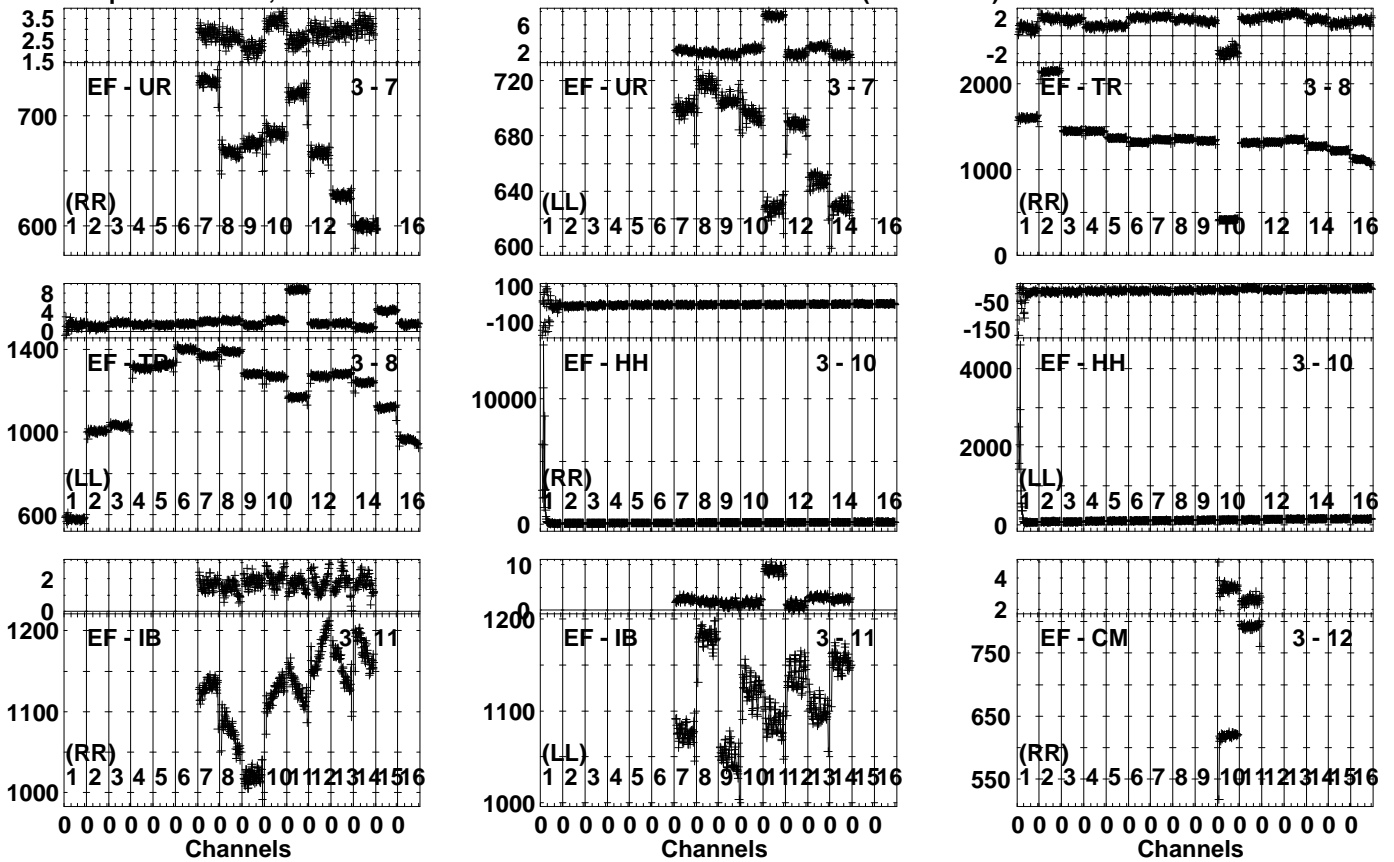 3.5
2.5
1.5
EF - UR 3 - 7
700
600
(RR)
1 2 3 4 5 6 7 8 9 10 12 14 16
6
2
720
EF - UR 3 - 7
680
640
600
(LL)
1 2 3 4 5 6 7 8 9 10 12 14 16
2
-2
2000
EF - TR 3 - 8
1000
0
(RR)
1 2 3 4 5 6 7 8 9 10 12 14 16
8
4
0
1400
EF - TR 3 - 8
1000
600
(LL)
1 2 3 4 5 6 7 8 9 10 12 14 16
100
-100
EF - HH 3 - 10
10000
0
(RR)
1 2 3 4 5 6 7 8 9 10 12 14 16
-50
-150
4000
EF - HH 3 - 10
2000
0
(LL)
1 2 3 4 5 6 7 8 9 10 12 14 16
2
0
1200
EF - IB 3 - 11
1100
1000
(RR)
1 2 3 4 5 6 7 8 9 10 11 12 13 14 15 16
0 0 0 0 0 0 0 0 0 0 0 0 0 0 0 0
Channels
10
0
1200
EF - IB 3 - 11
1100
1000
(LL)
1 2 3 4 5 6 7 8 9 10 11 12 13 14 15 16
0 0 0 0 0 0 0 0 0 0 0 0 0 0 0 0
Channels
4
2
EF - CM 3 - 12
750
650
550
(RR)
1 2 3 4 5 6 7 8 9 10 11 12 13 14 15 16
0 0 0 0 0 0 0 0 0 0 0 0 0 0 0 0
Channels